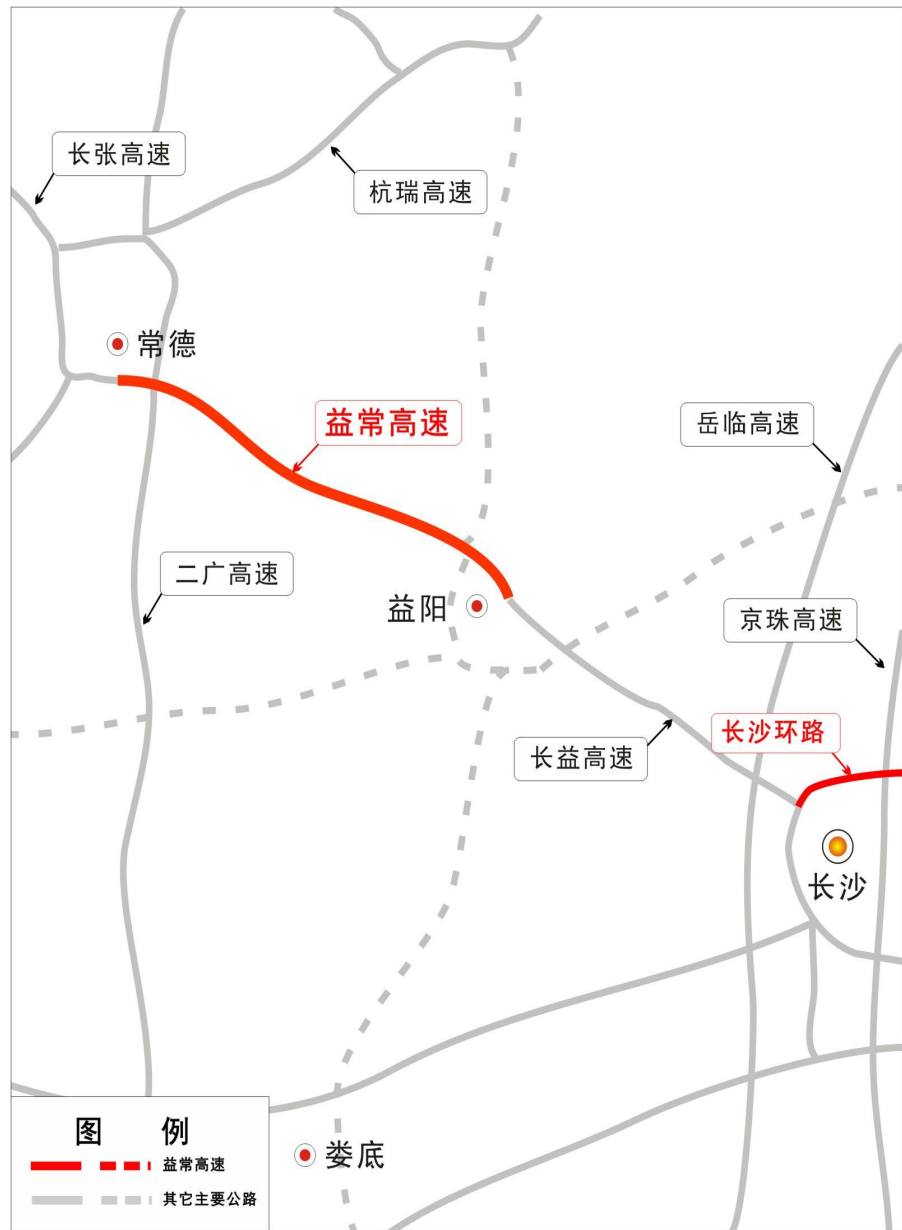 长张高速
杭瑞高速
常德
益常高速
岳临高速
二广高速
益阳
京珠高速
长沙环路
长益高速
长沙
图 例
益常高速
其它主要公路
娄底